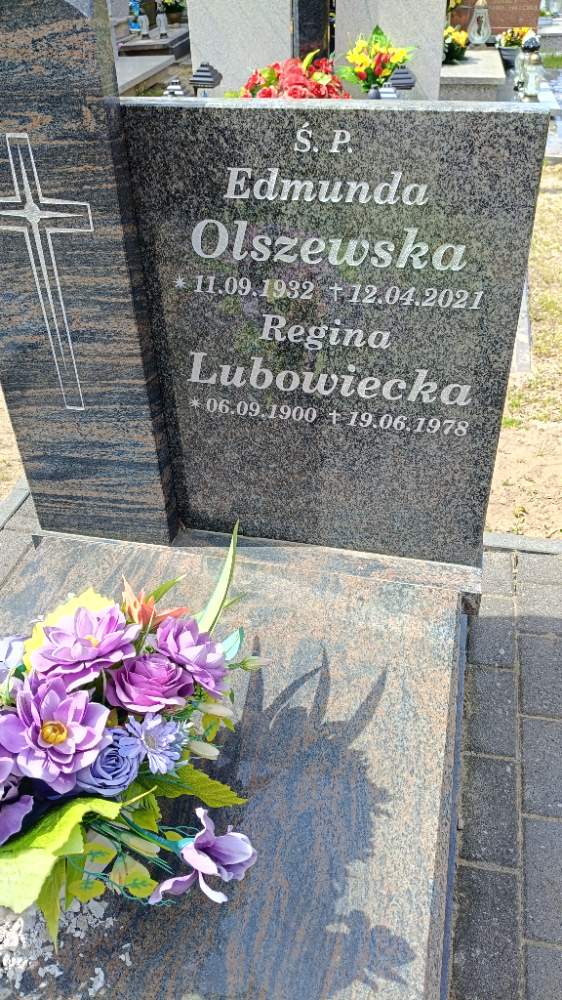 Ś. P.
Edmunda
Olszewska
* 11.09.1932 † 12.04.2021
Regina
Lubowiecka
* 06.09.1900 † 19.06.1978